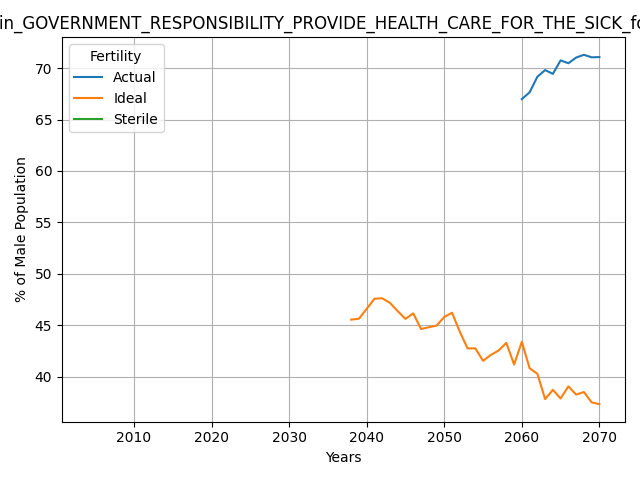 in_GOVERNMENT_RESPONSIBILITY_PROVIDE_HEALTH_CARE_FOR_THE_SICK_fo
Fertility
Actual
Ideal
Sterile
% of Male Population
70
65
60
55
50
45
40
2010 2020 2030 2040 2050 2060 2070
Years